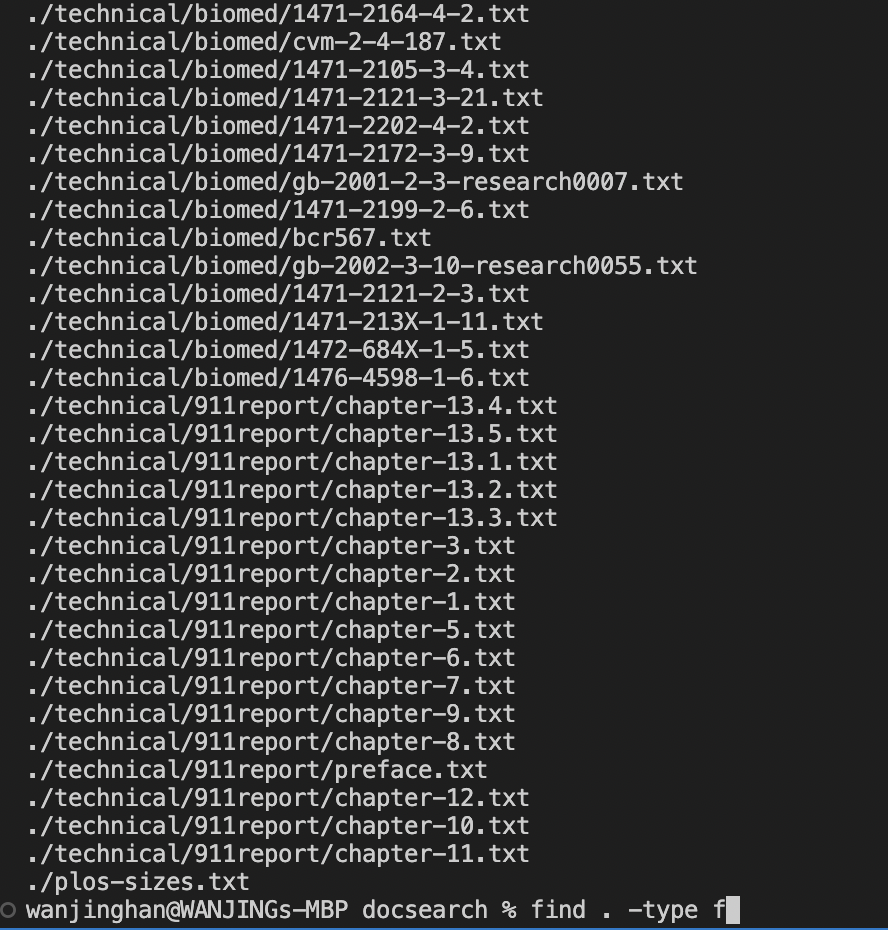 ./technical/biomed/1471-2164-4-2.txt
./technical/biomed/cvm-2-4-187.txt
./technical/biomed/1471-2105-3-4.txt
./technical/biomed/1471-2121-3-21.txt
./technical/biomed/1471-2202-4-2.txt
./technical/biomed/1471-2172-3-9.txt
./technical/biomed/gb-2001-2-3-research0007.txt
./technical/biomed/1471-2199-2-6.txt
./technical/biomed/bcr567.txt
./technical/biomed/gb-2002-3-10-research0055.txt
./technical/biomed/1471-2121-2-3.txt
./technical/biomed/1471-213X-1-11.txt
./technical/biomed/1472-684X-1-5.txt
./technical/biomed/1476-4598-1-6.txt
./technical/911report/chapter-13.4.txt
./technical/911report/chapter-13.5.txt
./technical/911report/chapter-13.1.txt
./technical/911report/chapter-13.2.txt
./technical/911report/chapter-13.3.txt
./technical/911report/chapter-3.txt
./technical/911report/chapter-2.txt
./technical/911report/chapter-1.txt
./technical/911report/chapter-5.txt
./technical/911report/chapter-6.txt
./technical/911report/chapter-7.txt
./technical/911report/chapter-9.txt
./technical/911report/chapter-8.txt
./technical/911report/preface.txt
./technical/911report/chapter-12.txt
./technical/911report/chapter-10.txt
./technical/911report/chapter-11.txt
./plos-sizes.txt
wanjinghan@WANJINGs-MBP docsearch % find . -type f